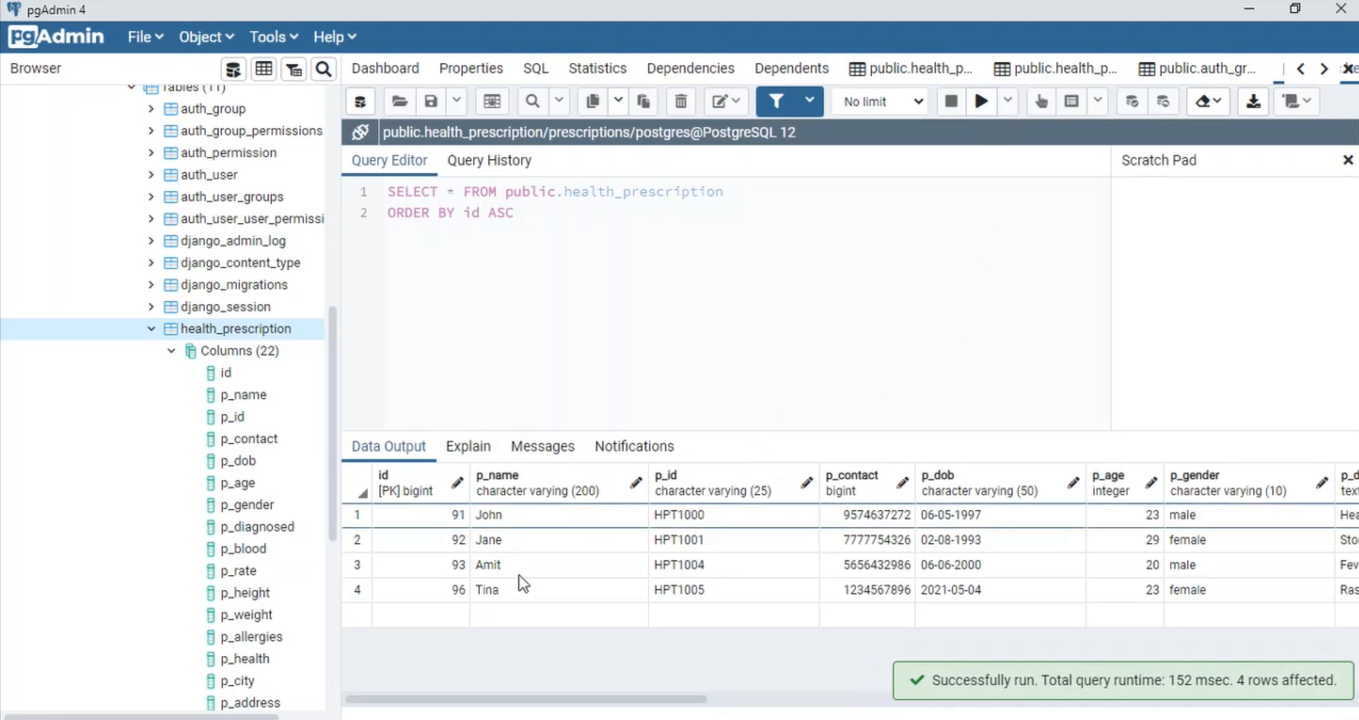 pgAdmin 4
pgAdmin File Object Tools Help
Browser
Dashboard Properties SQL Statistics Dependencies Dependents public.health_p... public.health_p... public.auth_gr...
Tables (11)
auth_group
auth_group_permissions
auth_permission
auth_user
auth_user_groups
auth_user_user_permissi
django_admin_log
django_content_type
django_migrations
django_session
health_prescription
Columns (22)
id
p_name
p_id
p_contact
p_dob
p_age
p_gender
p_diagnosed
p_blood
p_rate
p_height
p_weight
p_allergies
p_health
p_city
p_address
No limit
public.health_prescription/prescriptions/postgres@PostgreSQL 12
Query Editor Query History
Scratch Pad
1 SELECT * FROM public.health_prescription
2 ORDER BY id ASC
Data Output Explain Messages Notifications
id p_name p_id p_contact p_dob p_age p_gender p_d
[PK] bigint character varying (200) character varying (25) bigint character varying (50) integer character varying (10) text
1 91 John HPT1000 9574637272 06-05-1997 23 male Hea
2 92 Jane HPT1001 7777754326 02-08-1993 29 female Sto
3 93 Amit HPT1004 5656432986 06-06-2000 20 male Fev
4 96 Tina HPT1005 1234567896 2021-05-04 23 female Ras
Successfully run. Total query runtime: 152 msec. 4 rows affected.